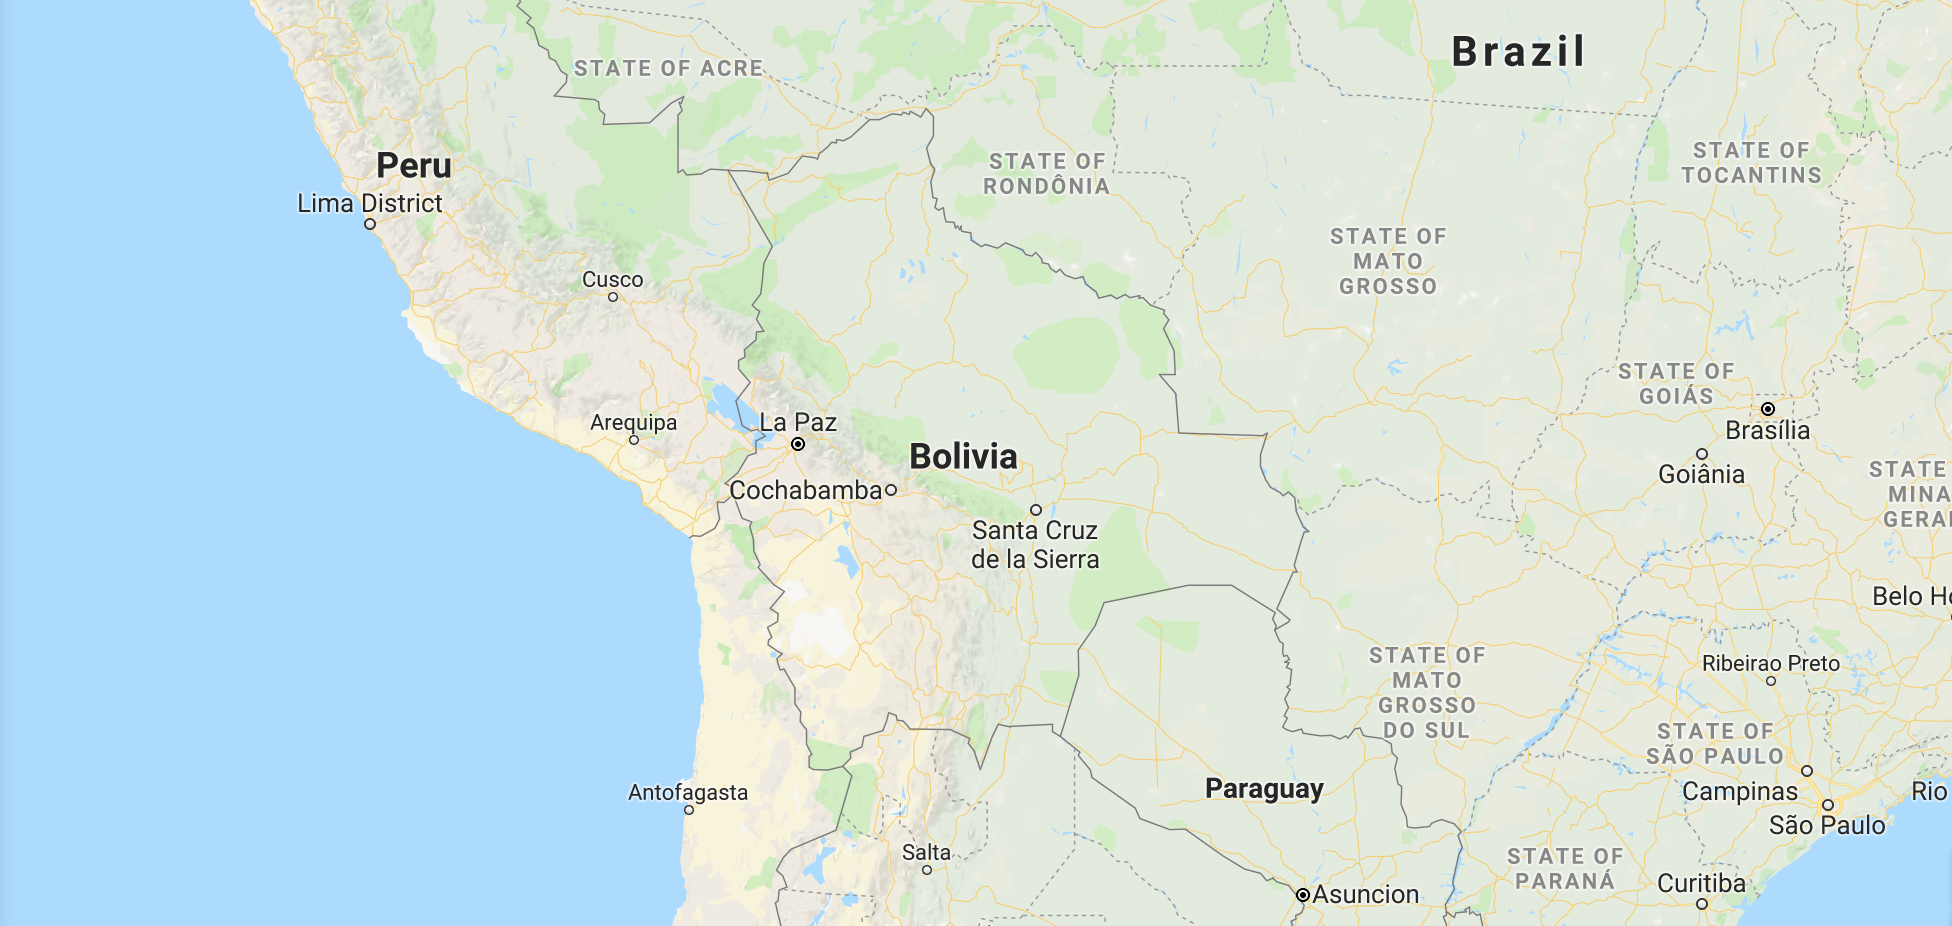 Brazil
STATE OF ACRE
Peru
Lima District
STATE OF
RONDÔNIA
STATE OF
TOCANTINS
STATE OF
MATO
GROSSO
Cusco
STATE OF
GOIÁS
Brasília
Arequipa
La Paz
Bolivia
Goiânia
STATE
MINA
GERAI
Cochabamba
Santa Cruz
de la Sierra
Belo Ho
STATE OF
MATO
GROSSO
DO SUL
Ribeirao Preto
STATE OF
SÃO PAULO
Antofagasta
Paraguay
Campinas
Rio
São Paulo
Salta
STATE OF
PARANÁ
Curitiba
Asuncion